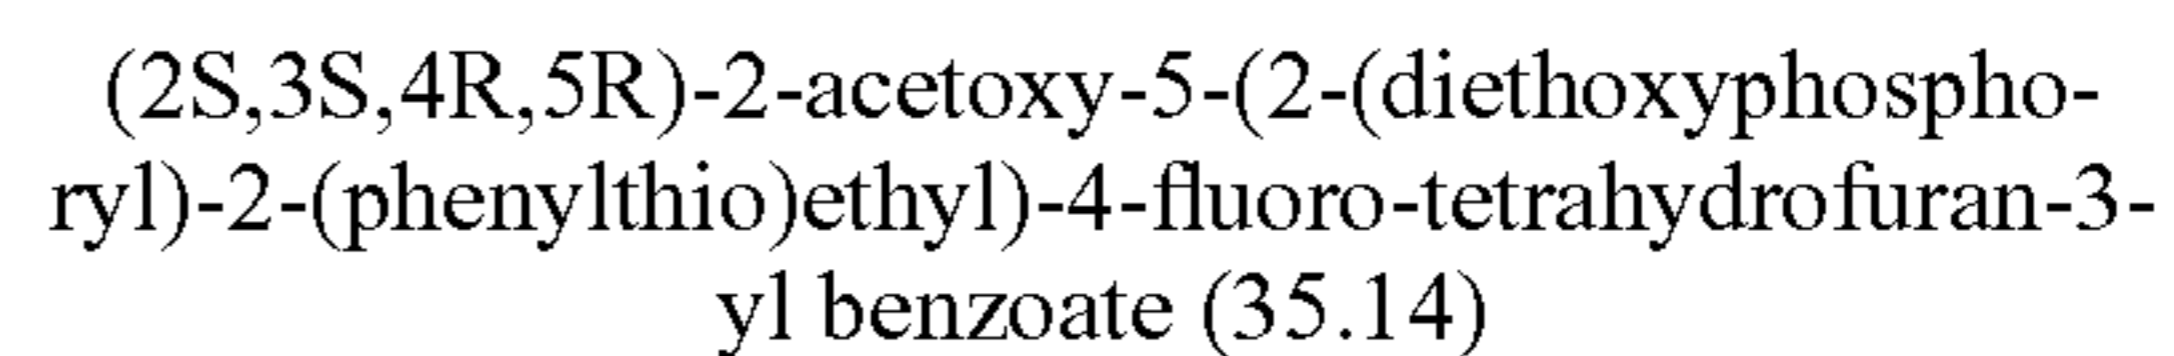 (2S,3S,4R,5R)-2-acetoxy-5-(2-(diethoxyphospho-
ryl)-2-(phenylthio)ethyl)-4-fluoro-tetrahydrofuran-3-
yl benzoate (35.14)